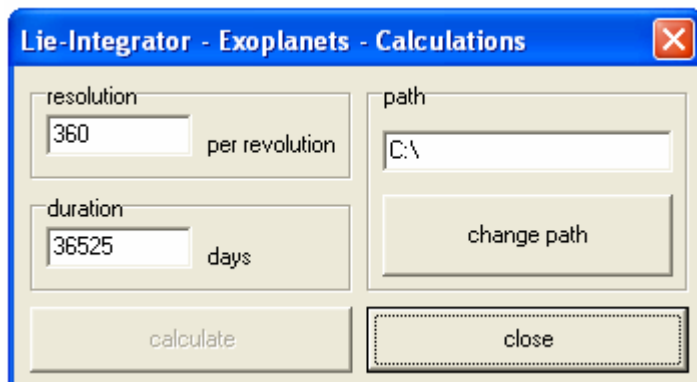 Lie-Integrator - Exoplanets - Calculations
resolution
360 per revolution
duration
36525 days
path
C:\
change path
calculate
close